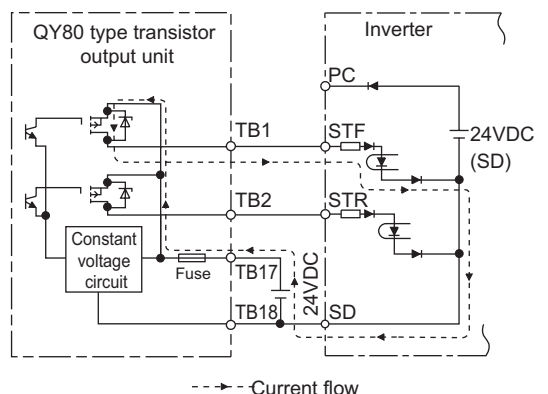 QY80 type transistor
output unit
Inverter
PC
TB1
STF
24VDC
(SD)
TB2
STR
Constant
voltage
circuit
Fuse
TB17
24VDC
TB18
SD
Current flow